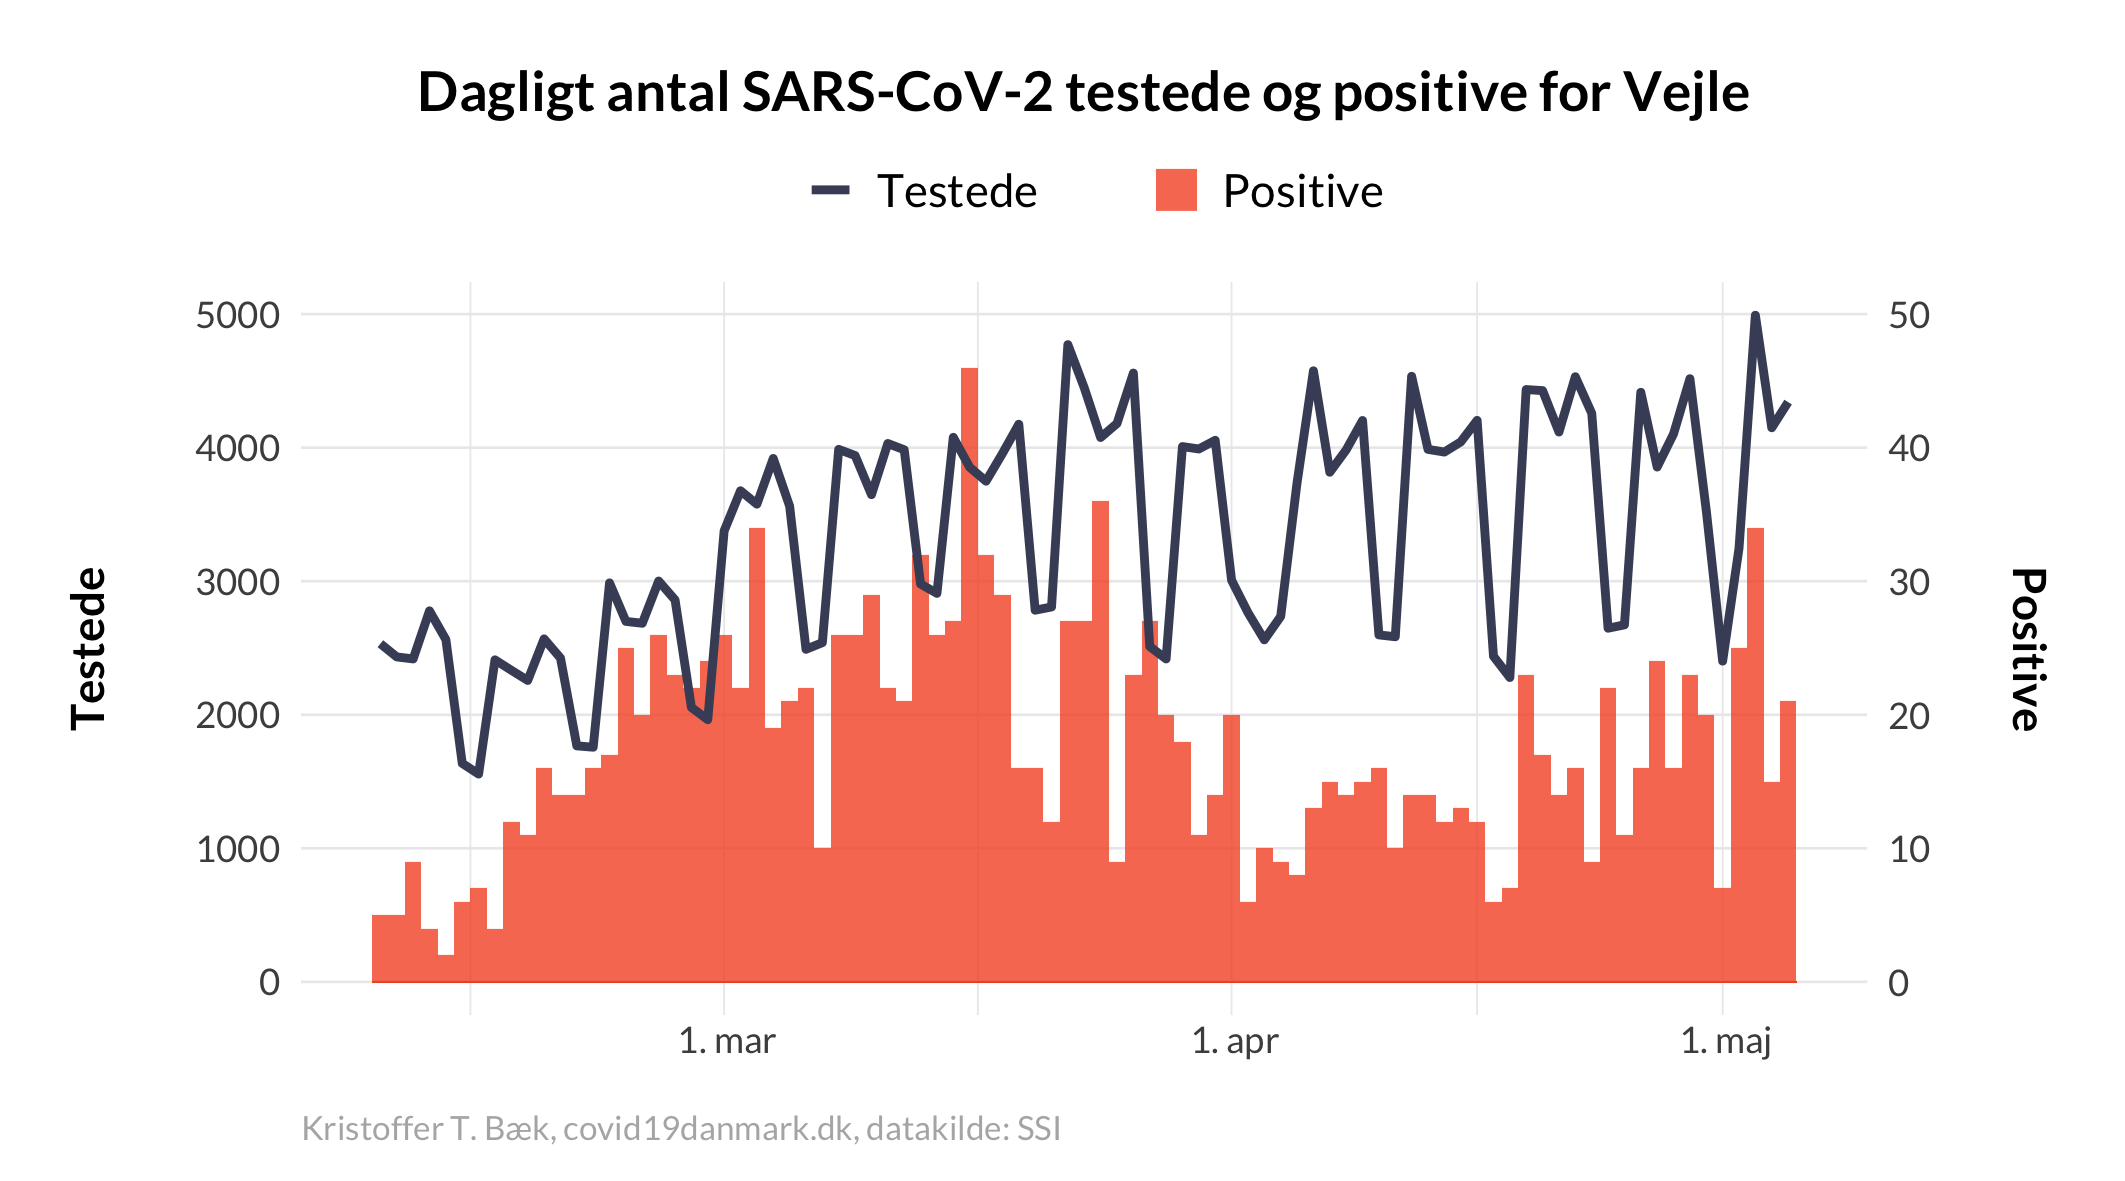 Dagligt antal SARS-CoV-2 testede og positive for Vejle
Testede
Positive
5000
4000
3000
2000
1000
0
Testede
50
40
30
20
10
0
Positive
1. mar
1. apr
1. maj
Kristoffer T. Bæk, covid19danmark.dk, datakilde: SSI